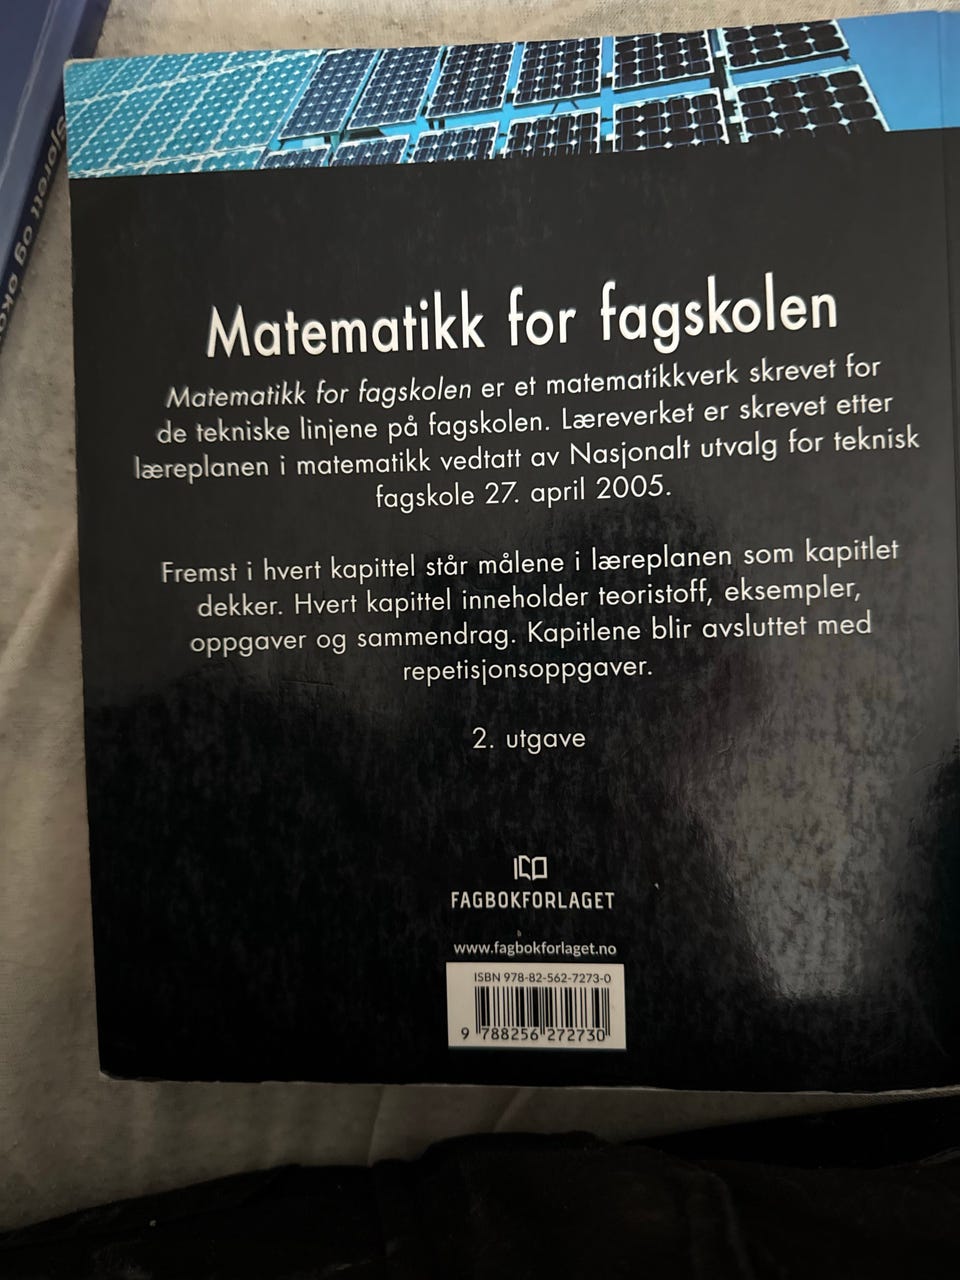 Matematikk for fagskolen
Matematikk for fagskolen er et matematikkverk skrevet for
de tekniske linjene på fagskolen. Læreverket er skrevet etter
læreplanen i matematikk vedtatt av Nasjonalt utvalg for teknisk
fagskole 27. april 2005.
Fremst i hvert kapittel står målene i læreplanen som kapitlet
dekker. Hvert kapittel inneholder teoristoff, eksempler,
oppgaver og sammendrag. Kapitlene blir avsluttet med
repetisjonsoppgaver.
2. utgave
FAGBOKFORLAGET
www.fagbokforlaget.no
ISBN 978-82-562-7273-0
9 788256 272730
og